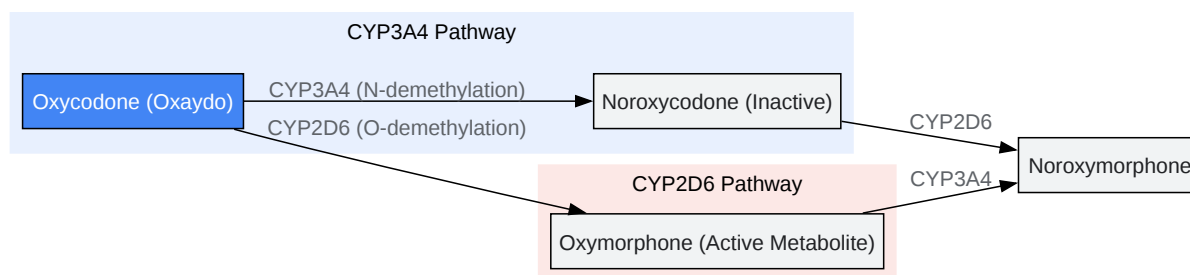 CYP3A4 Pathway
Oxycodone (Oxaydo)
CYP3A4 (N-demethylation)
Noroxycodone (Inactive)
CYP2D6 (O-demethylation)
CYP2D6
Noroxymorphone
CYP2D6 Pathway
CYP3A4
Oxymorphone (Active Metabolite)